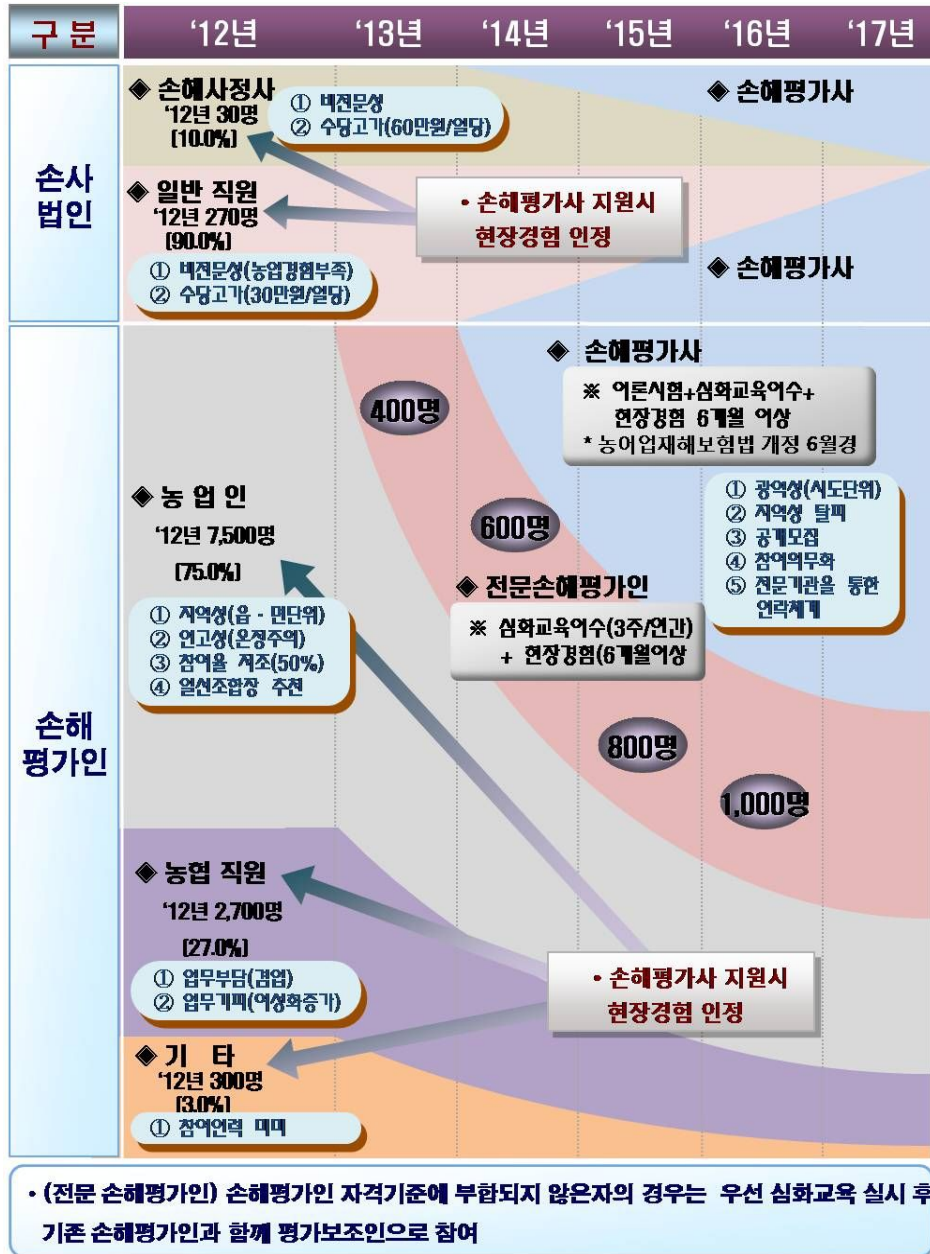 구 분
‘12년
‘13년
‘14년
‘15년
‘16년
‘17년
손사
법인
◈ 손해사정사
‘12년 30명
[10.0%]
① 비전문성
② 수당고가(60만원/일당)
◈ 손해평가사
◈ 일반 직원
‘12년 270명
[90.0%]
① 비전문성(농업경험부족)
② 수당고가(30만원/일당)
• 손해평가사 지원시
현장경험 인정
◈ 손해평가사
손해
평가인
◈ 손해평가사
※ 이론시험+심화교육이수+
현장경험 6개월 이상
* 농어업재해보험법 개정 6월경
① 광역성(시도단위)
② 지역성 탈피
③ 공개모집
④ 참여의무화
⑤ 전문기관을 통한
연락체계
400명
600명
800명
1,000명
◈ 농 업 인
‘12년 7,500명
[75.0%]
① 지역성(읍 - 면단위)
② 연고성(온정주의)
③ 참여율 저조(50%)
④ 일선조합장 추천
◈ 전문손해평가인
※ 심화교육이수(3주/연간)
+ 현장경험(6개월이상
◈ 농협 직원
‘12년 2,700명
[27.0%]
① 업무부담(겸업)
② 업무기피(여성화증가)
• 손해평가사 지원시
현장경험 인정
◈ 기 타
‘12년 300명
[3.0%]
① 참여인력 미미
• (전문 손해평가인) 손해평가인 자격기준에 부합되지 않은자의 경우는 우선 심화교육 실시 후
기존 손해평가인과 함께 평가보조인으로 참여